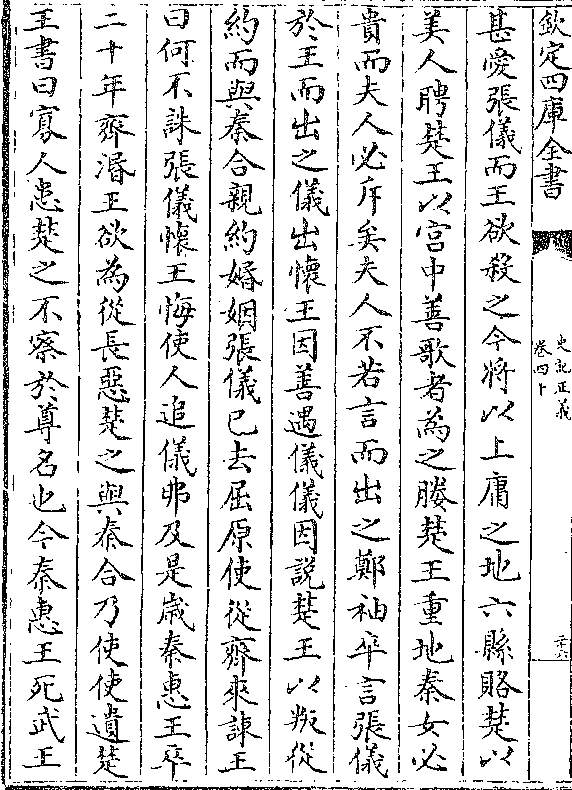 欽定四庫全書
史記正義
卷四十
二十六
甚愛張儀而王欲殺之今將以上庸之地六縣賂楚以
美人聘楚王以宫中善歌者為之媵楚王重地秦女必
貴而夫人必斥矣夫人不若言而出之鄭袖卒言張儀
於王而出之儀出懐王因善遇儀儀因説楚王以叛從
約而與秦合親約婚姻張儀已去屈原使從齊來諌王
曰何不誅張儀懐王悔使人追儀弗及是歳秦惠王卒
二十年齊湣王欲為從長惡楚之與秦合乃使使遺楚
王書曰寡人患楚之不察於尊名也今秦惠王死武王